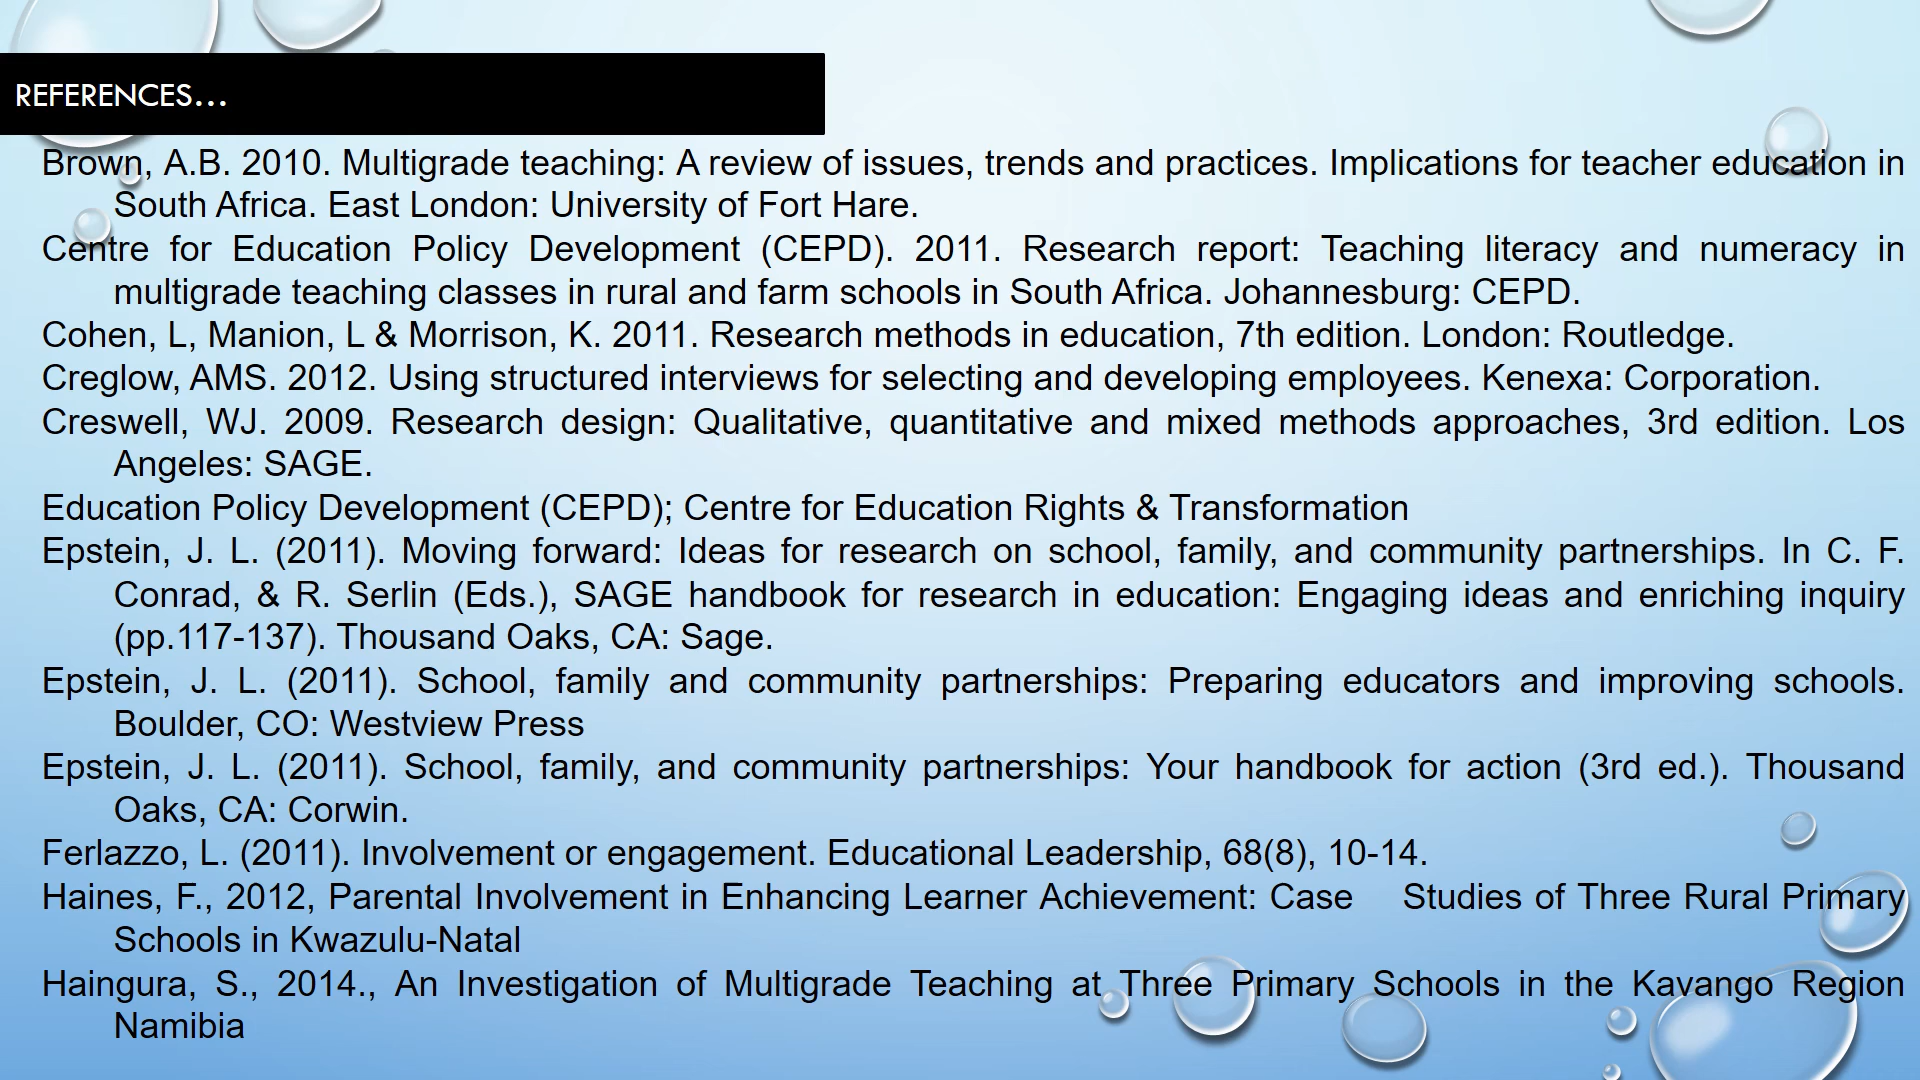 REFERENCES...
Brown, A.B. 2010. Multigrade teaching: A review of issues, trends and practices. Implications for teacher education in
South Africa. East London: University of Fort Hare.
Centre for Education Policy Development (CEPD). 2011. Research report: Teaching literacy and numeracy in
multigrade teaching classes in rural and farm schools in South Africa. Johannesburg: CEPD.
Cohen, L, Manion, L & Morrison, K. 2011. Research methods in education, 7th edition. London: Routledge.
Creglow, AMS. 2012. Using structured interviews for selecting and developing employees. Kenexa: Corporation.
Creswell, WJ. 2009. Research design: Qualitative, quantitative and mixed methods approaches, 3rd edition. Los
Angeles: SAGE.
Education Policy Development (CEPD); Centre for Education Rights & Transformation
Epstein, J. L. (2011). Moving forward: Ideas for research on school, family, and community partnerships. In C. F.
Conrad, & R. Serlin (Eds.), SAGE handbook for research in education: Engaging ideas and enriching inquiry
(pp.117-137). Thousand Oaks, CA: Sage.
Epstein, J. L. (2011). School, family and community partnerships: Preparing educators and improving schools.
Boulder, CO: Westview Press
Epstein, J. L. (2011). School, family, and community partnerships: Your handbook for action (3rd ed.). Thousand
Oaks, CA: Corwin.
Ferlazzo, L. (2011). Involvement or engagement. Educational Leadership, 68(8), 10-14.
Haines, F., 2012, Parental Involvement in Enhancing Learner Achievement: Case Studies of Three Rural Primary
Schools in Kwazulu-Natal
Haingura, S., 2014., An Investigation of Multigrade Teaching at Three Primary Schools in the Kavango Region
Namibia